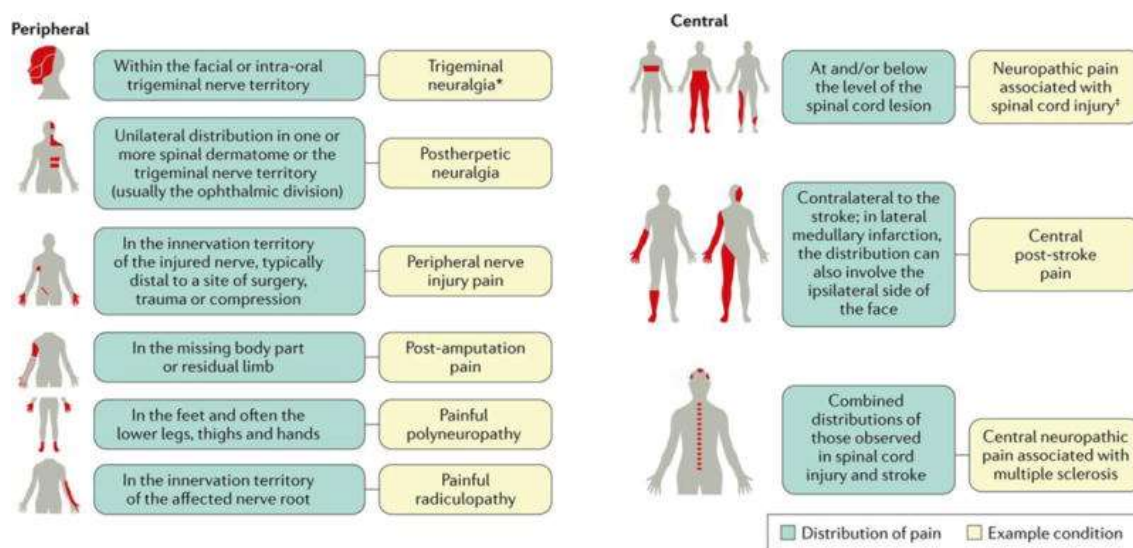 Peripheral
Within the facial or intra-oral
trigeminal nerve territory
Trigeminal
neuralgia*
Unilateral distribution in one or
more spinal dermatome or the
trigeminal nerve territory
(usually the ophthalmic division)
Postherpetic
neuralgia
In the innervation territory
of the injured nerve, typically
distal to a site of surgery,
trauma or compression
Peripheral nerve
injury pain
In the missing body part
or residual limb
Post-amputation
pain
In the feet and often the
lower legs, thighs and hands
Painful
polyneuropathy
In the innervation territory
of the affected nerve root
Painful
radiculopathy
Central
At and/or below
the level of the
spinal cord lesion
Neuropathic pain
associated with
spinal cord injury‡
Contralateral to the
stroke; in lateral
medullary infarction,
the distribution can
also involve the
ipsilateral side of
the face
Central
post-stroke
pain
Combined
distributions of
those observed
in spinal cord
injury and stroke
Central neuropathic
pain associated with
multiple sclerosis
Distribution of pain
Example condition